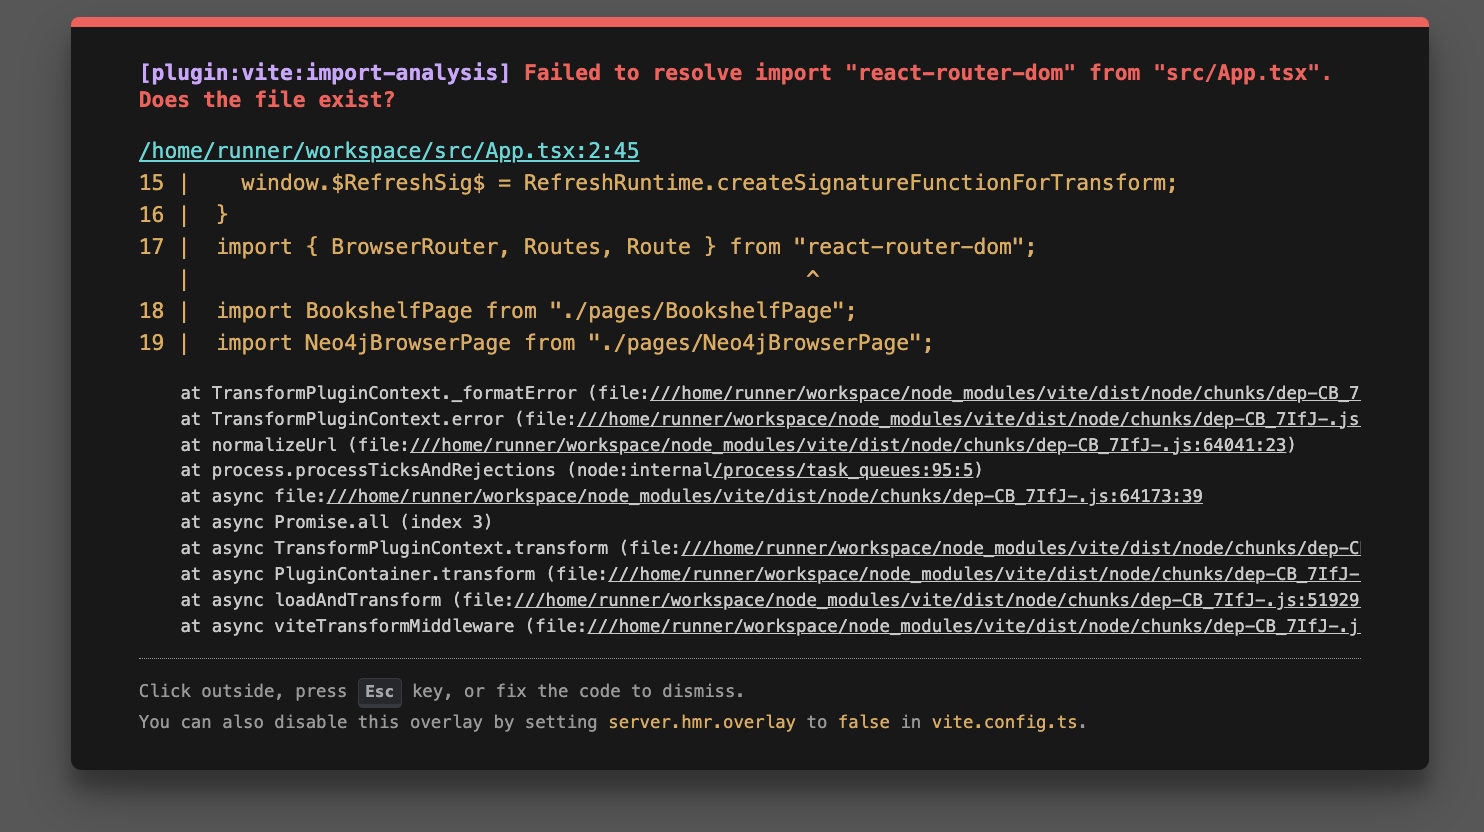 [plugin:vite:import-analysis] Failed to resolve import "react-router-dom" from "src/App.tsx".
Does the file exist?
/home/runner/workspace/src/App.tsx:2:45
15 |    window.$RefreshSig$ = RefreshRuntime.createSignatureFunctionForTransform;
16 |  }
17 |  import { BrowserRouter, Routes, Route } from "react-router-dom";
   |                                                ^
18 |  import BookshelfPage from "./pages/BookshelfPage";
19 |  import Neo4jBrowserPage from "./pages/Neo4jBrowserPage";
at TransformPluginContext._formatError (file:///home/runner/workspace/node_modules/vite/dist/node/chunks/dep-CB_7
at TransformPluginContext.error (file:///home/runner/workspace/node_modules/vite/dist/node/chunks/dep-CB_7IfJ-.js
at normalizeUrl (file:///home/runner/workspace/node_modules/vite/dist/node/chunks/dep-CB_7IfJ-.js:64041:23)
at process.processTicksAndRejections (node:internal/process/task_queues:95:5)
at async file:///home/runner/workspace/node_modules/vite/dist/node/chunks/dep-CB_7IfJ-.js:64173:39
at async Promise.all (index 3)
at async TransformPluginContext.transform (file:///home/runner/workspace/node_modules/vite/dist/node/chunks/dep-C
at async PluginContainer.transform (file:///home/runner/workspace/node_modules/vite/dist/node/chunks/dep-CB_7IfJ-
at async loadAndTransform (file:///home/runner/workspace/node_modules/vite/dist/node/chunks/dep-CB_7IfJ-.js:51929
at async viteTransformMiddleware (file:///home/runner/workspace/node_modules/vite/dist/node/chunks/dep-CB_7IfJ-.j
Click outside, press Esc key, or fix the code to dismiss.
You can also disable this overlay by setting server.hmr.overlay to false in vite.config.ts.